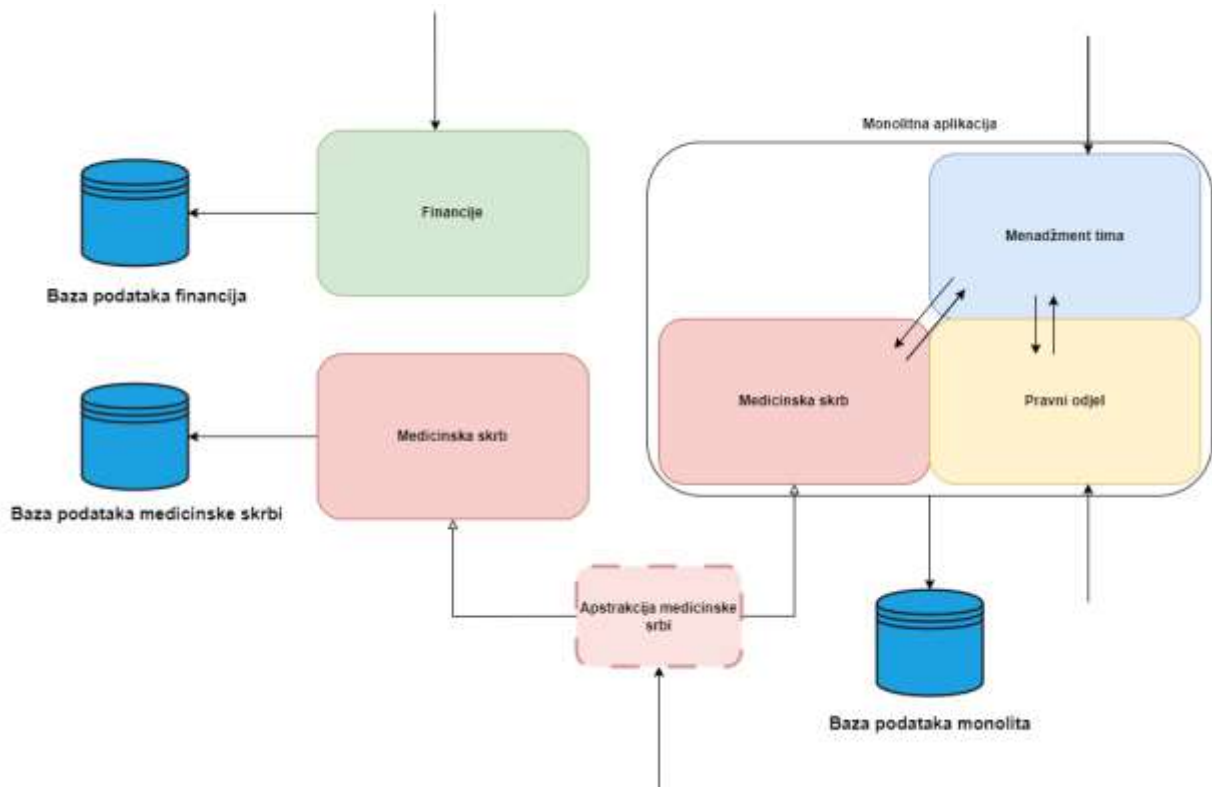 Monolitna aplikacija
Financije
Menadžment tima
Baza podataka financija
Medicinska skrb
Pravni odjel
Medicinska skrb
Baza podataka medicinske skrbi
Apstrakcija medicinske
srbi
Baza podataka monolita